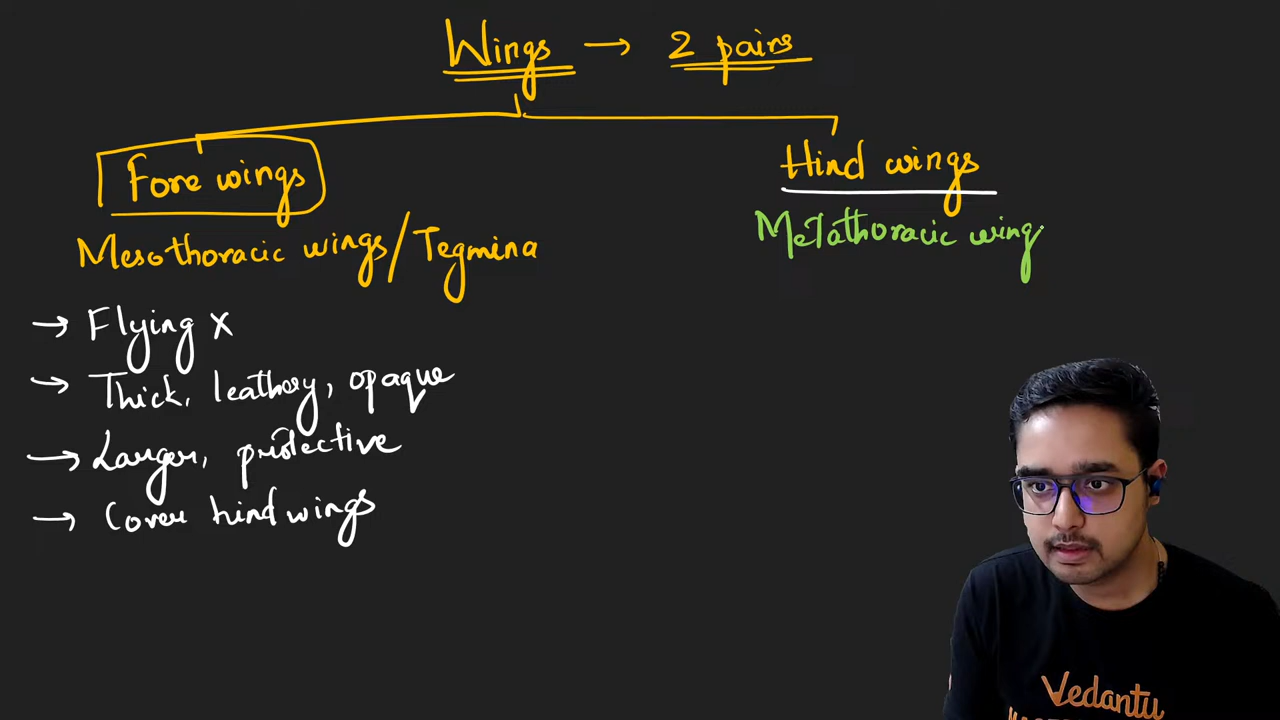 Wings → 2 pairs
Fore wings
Hind wings
Mesothoracic wings/Tegmina
Metathoracic wing
→ Flying x
→ Thick, leathery, opaque
→ Larger, protective
→ Cover hind wings
Vedantu